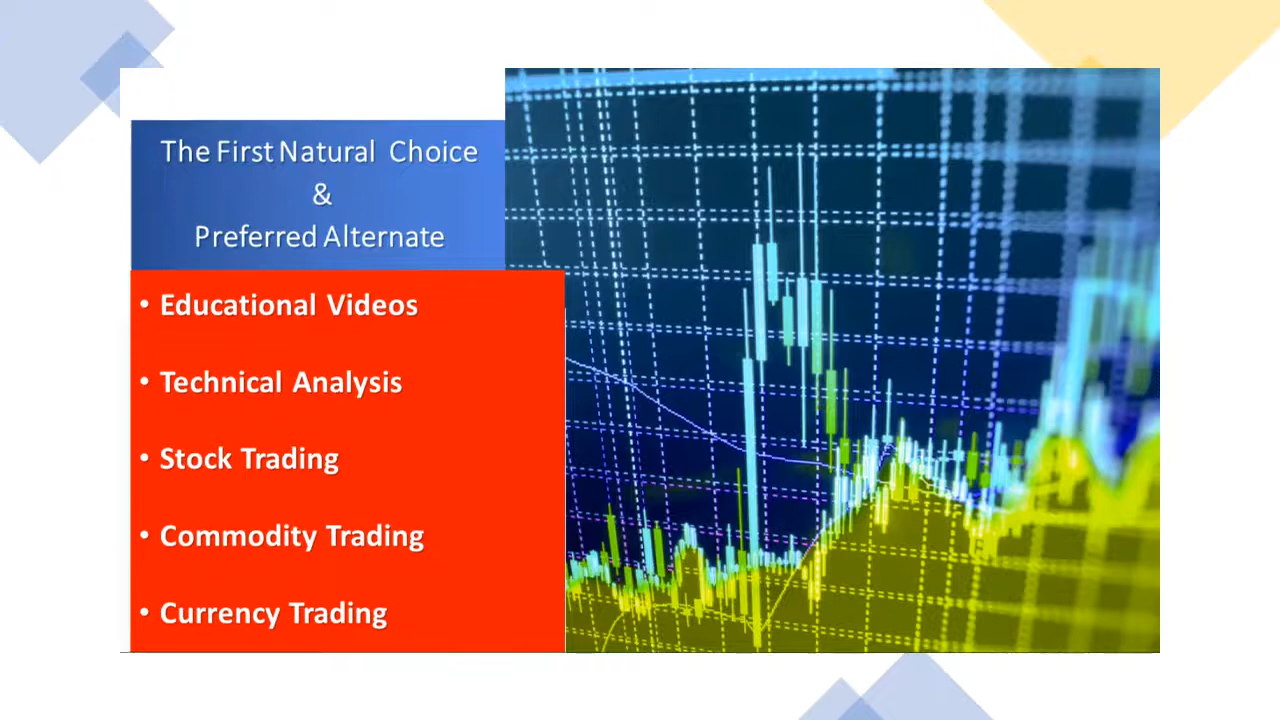 The First Natural Choice
&
Preferred Alternate
• Educational Videos
• Technical Analysis
• Stock Trading
• Commodity Trading
• Currency Trading